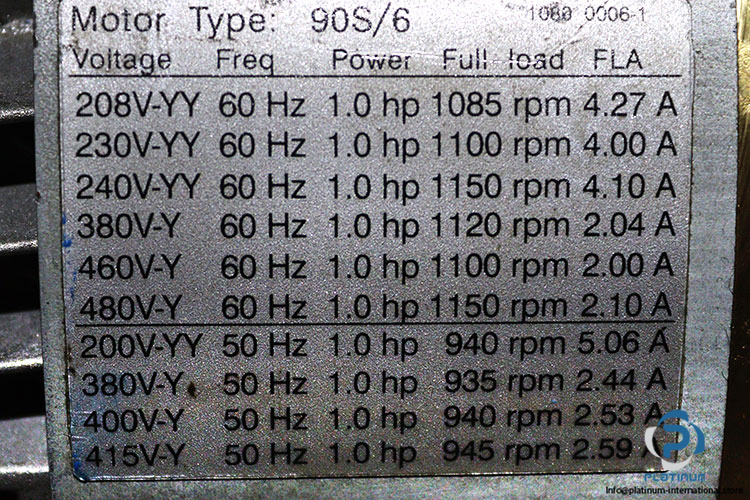 Motor Type: 90S/6 1080 0006-1
Voltage Freq Power Full load FLA
208V-YY 60 Hz 1.0 hp 1085 rpm 4.27 A
230V-YY 60 Hz 1.0 hp 1100 rpm 4.00 A
240V-YY 60 Hz 1.0 hp 1150 rpm 4.10 A
380V-Y 60 Hz 1.0 hp 1120 rpm 2.04 A
460V-Y 60 Hz 1.0 hp 1100 rpm 2.00 A
480V-Y 60 Hz 1.0 hp 1150 rpm 2.10 A
200V-YY 50 Hz 1.0 hp 940 rpm 5.06 A
380V-Y 50 Hz 1.0 hp 935 rpm 2.44 A
400V-Y 50 Hz 1.0 hp 940 rpm 2.53 A
415V-Y 50 Hz 1.0 hp 945 rpm 2.59 A
PLATINUM